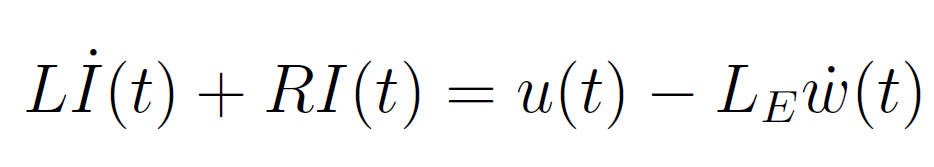 Lİ(t) + RI(t) = u(t) − L_E ẇ(t)